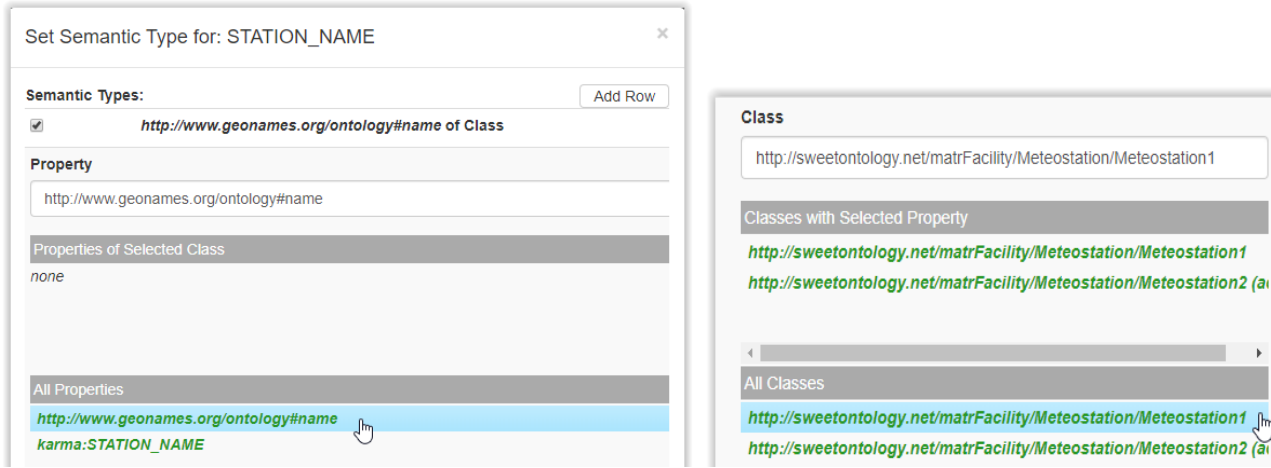 Set Semantic Type for: STATION_NAME
×
Semantic Types:
Add Row
http://www.geonames.org/ontology#name of Class
Property
http://www.geonames.org/ontology#name
Properties of Selected Class
none
All Properties
http://www.geonames.org/ontology#name
karma:STATION_NAME
Class
http://sweetontology.net/matrFacility/Meteostation/Meteostation1
Classes with Selected Property
http://sweetontology.net/matrFacility/Meteostation/Meteostation1
http://sweetontology.net/matrFacility/Meteostation/Meteostation2
All Classes
http://sweetontology.net/matrFacility/Meteostation/Meteostation1
http://sweetontology.net/matrFacility/Meteostation/Meteostation2